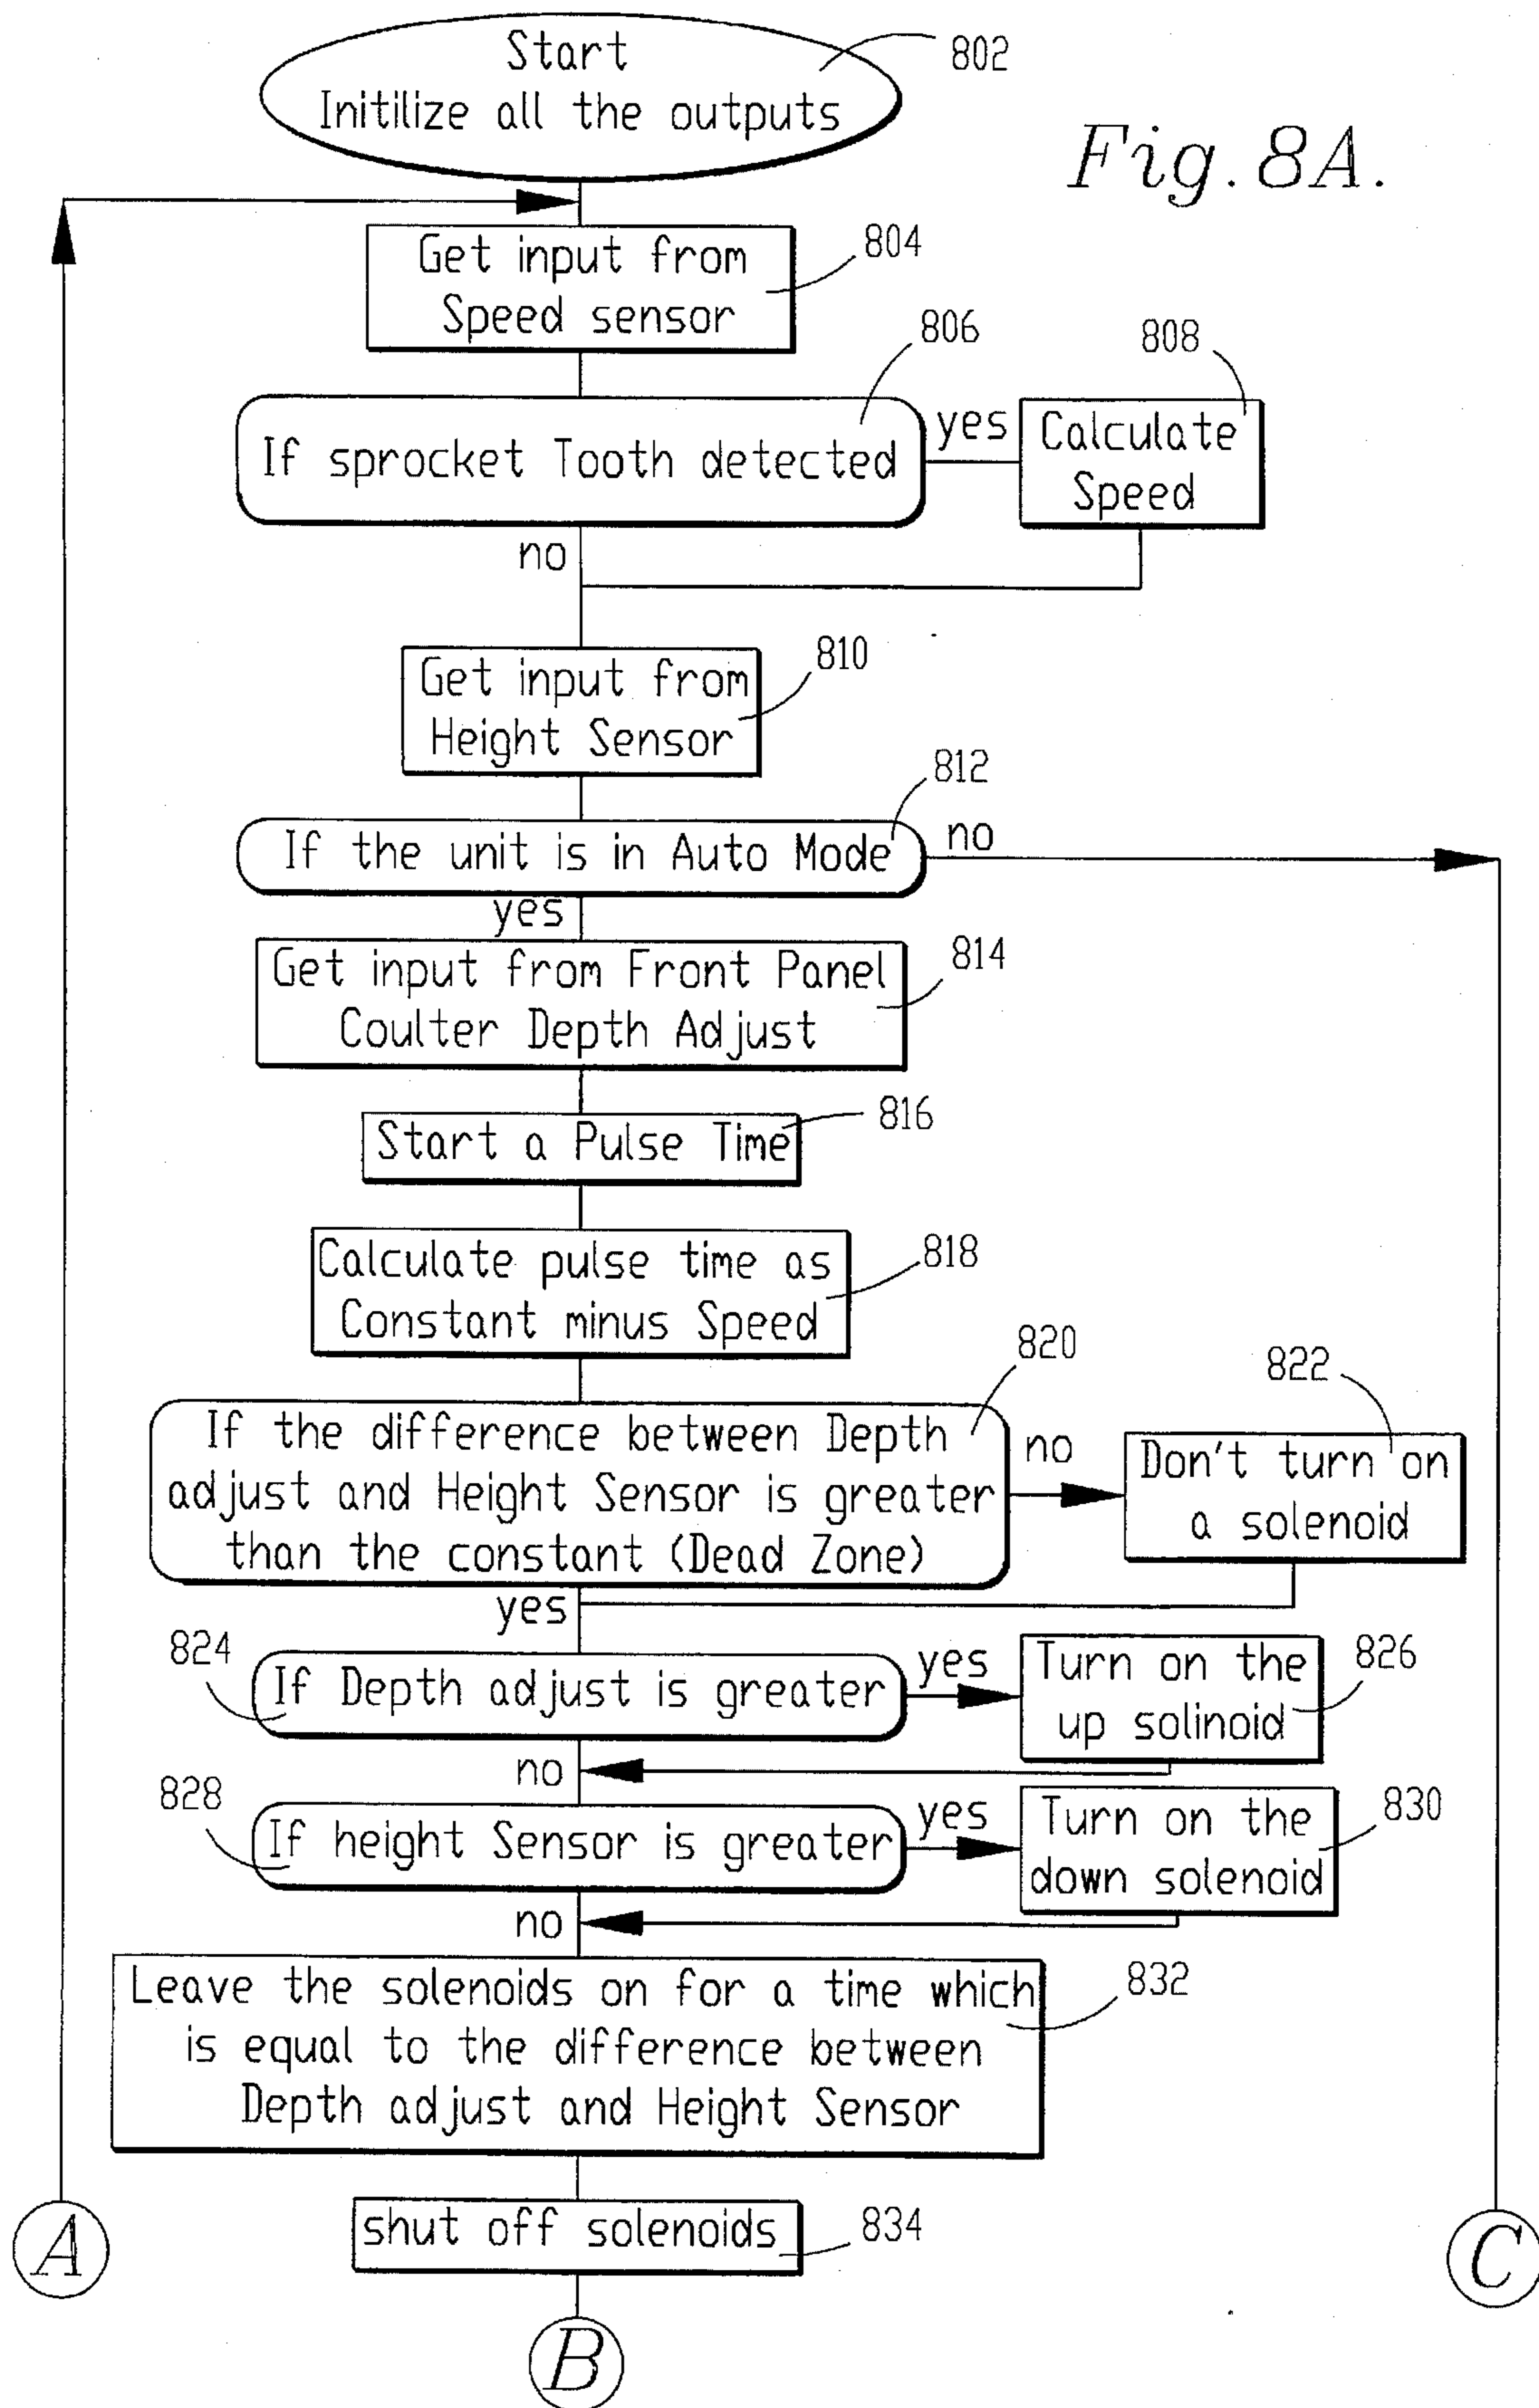 Start
Initilize all the outputs
802
Fig. 8A.
Get input from
Speed sensor
804
806
If sprocket Tooth detected
yes
808
Calculate
Speed
no
Get input from
Height Sensor
810
812
If the unit is in Auto Mode
no
yes
Get input from Front Panel
Coulter Depth Adjust
814
Start a Pulse Time
816
Calculate pulse time as
Constant minus Speed
818
820
If the difference between Depth
adjust and Height Sensor is greater
than the constant (Dead Zone)
no
822
Don't turn on
a solenoid
yes
824
If Depth adjust is greater
yes
Turn on the
up solinoid
826
no
828
If height Sensor is greater
yes
Turn on the
down solenoid
830
no
Leave the solenoids on for a time which
is equal to the difference between
Depth adjust and Height Sensor
832
shut off solenoids
834
A
B
C